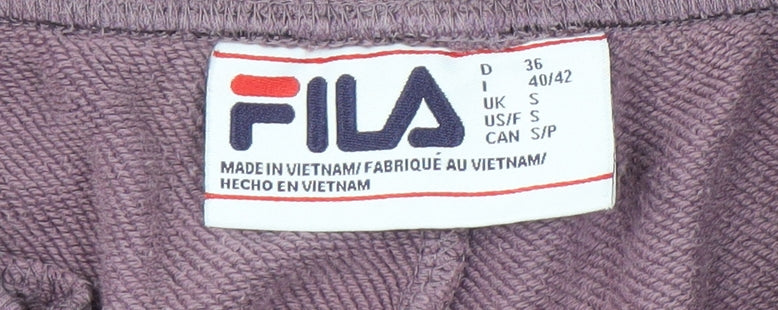 FILA
D 36
I 40/42
UK S
US/F S
CAN S/P
MADE IN VIETNAM/ FABRIQUÉ AU VIETNAM/
HECHO EN VIETNAM